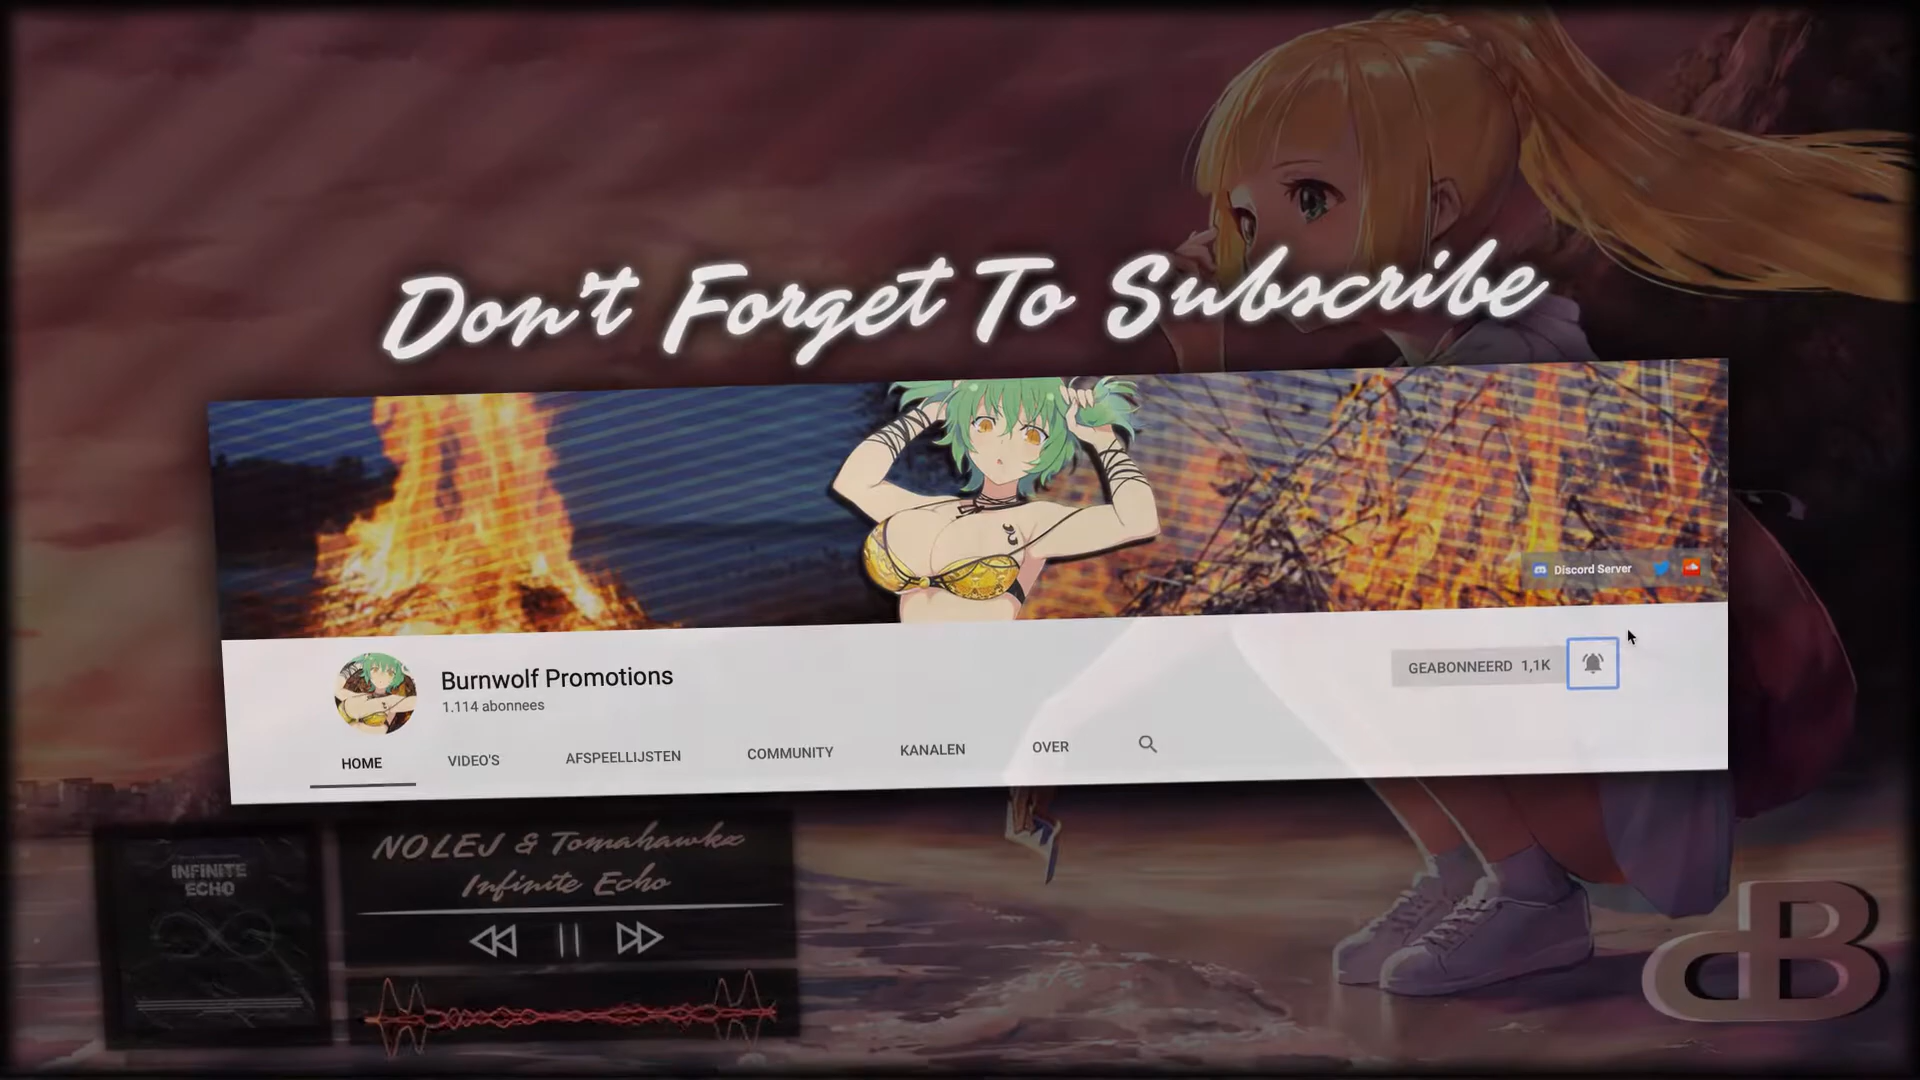 Don't Forget To Subscribe
Discord Server
Burnwolf Promotions
1.114 abonnees
GEABONNEERD 1,1K
HOME VIDEO'S AFSPEELLIJSTEN COMMUNITY KANALEN OVER
INFINITE
ECHO
NOLEJ & Tomahawkz
Infinite Echo
dB